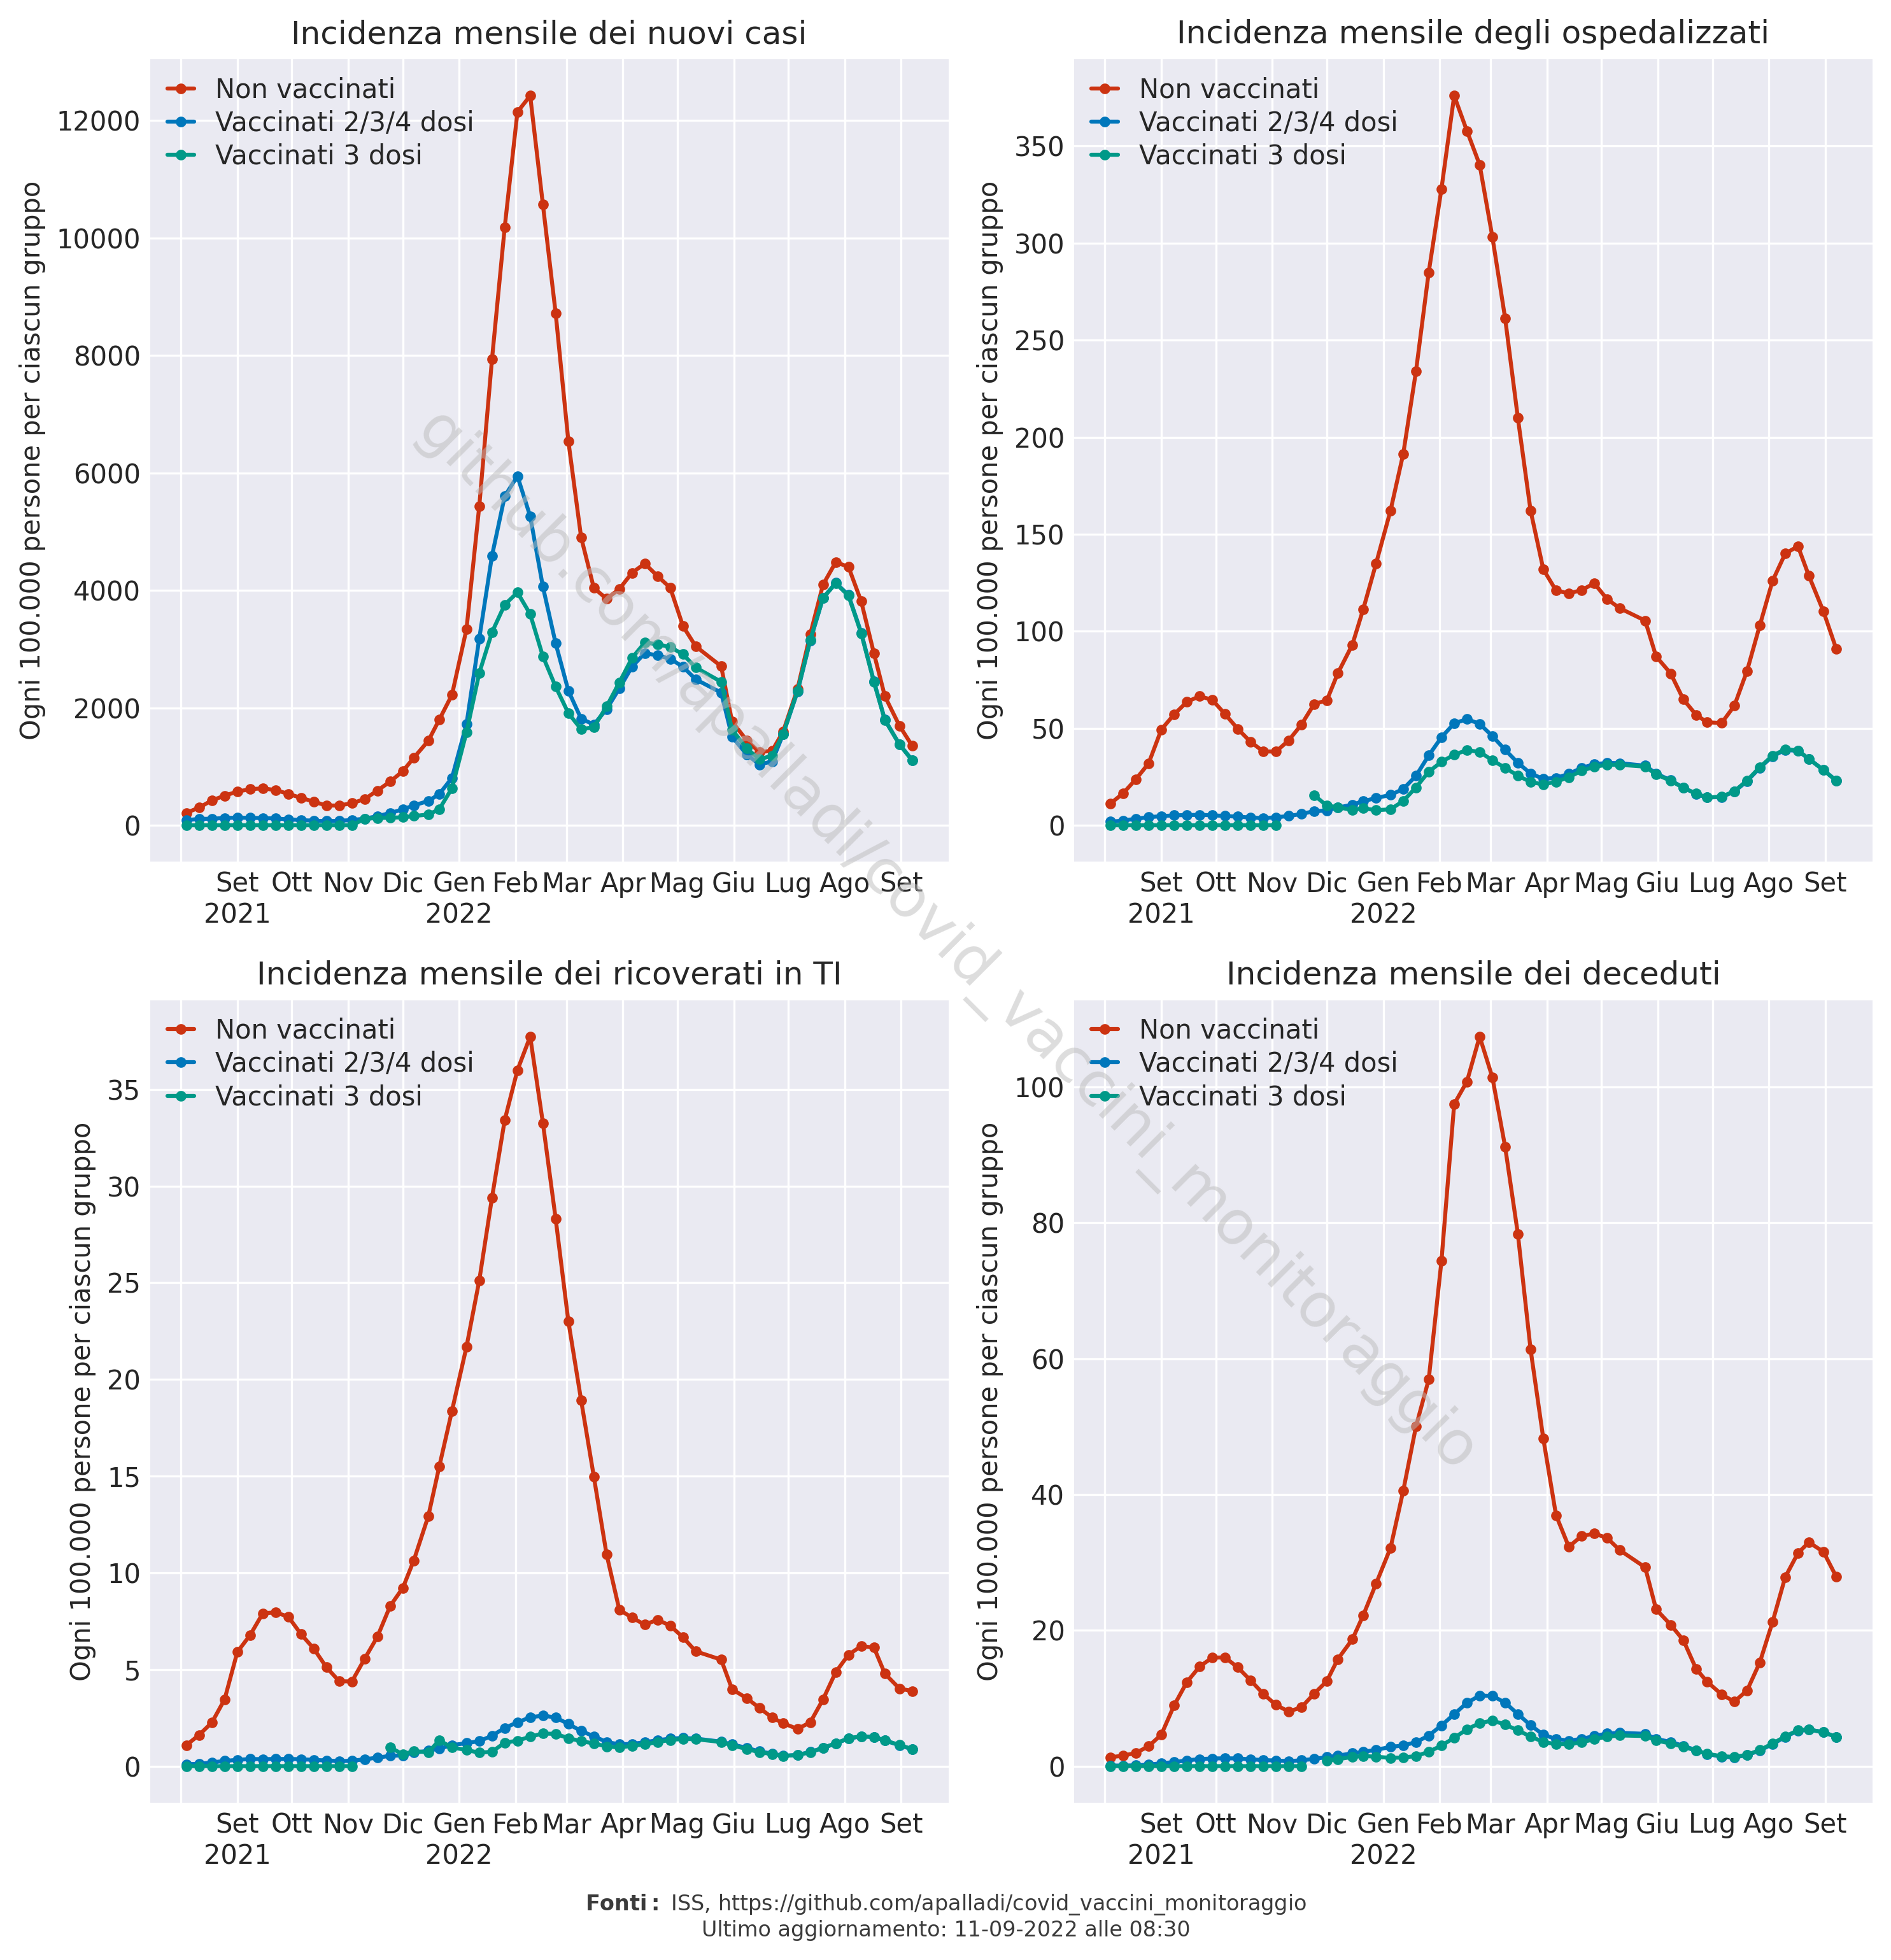 Incidenza mensile dei nuovi casi
Non vaccinati
Vaccinati 2/3/4 dosi
Vaccinati 3 dosi
Ogni 100.000 persone per ciascun gruppo
12000
10000
8000
6000
4000
2000
0
Set Ott Nov Dic Gen Feb Mar Apr Mag Giu Lug Ago Set
2021 2022
Incidenza mensile degli ospedalizzati
Non vaccinati
Vaccinati 2/3/4 dosi
Vaccinati 3 dosi
Ogni 100.000 persone per ciascun gruppo
350
300
250
200
150
100
50
0
Set Ott Nov Dic Gen Feb Mar Apr Mag Giu Lug Ago Set
2021 2022
Incidenza mensile dei ricoverati in TI
Non vaccinati
Vaccinati 2/3/4 dosi
Vaccinati 3 dosi
Ogni 100.000 persone per ciascun gruppo
35
30
25
20
15
10
5
0
Set Ott Nov Dic Gen Feb Mar Apr Mag Giu Lug Ago Set
2021 2022
Incidenza mensile dei deceduti
Non vaccinati
Vaccinati 2/3/4 dosi
Vaccinati 3 dosi
Ogni 100.000 persone per ciascun gruppo
100
80
60
40
20
0
Set Ott Nov Dic Gen Feb Mar Apr Mag Giu Lug Ago Set
2021 2022
github.com/apalladi/covid_vaccini_monitoraggio
Fonti: ISS, https://github.com/apalladi/covid_vaccini_monitoraggio
Ultimo aggiornamento: 11-09-2022 alle 08:30